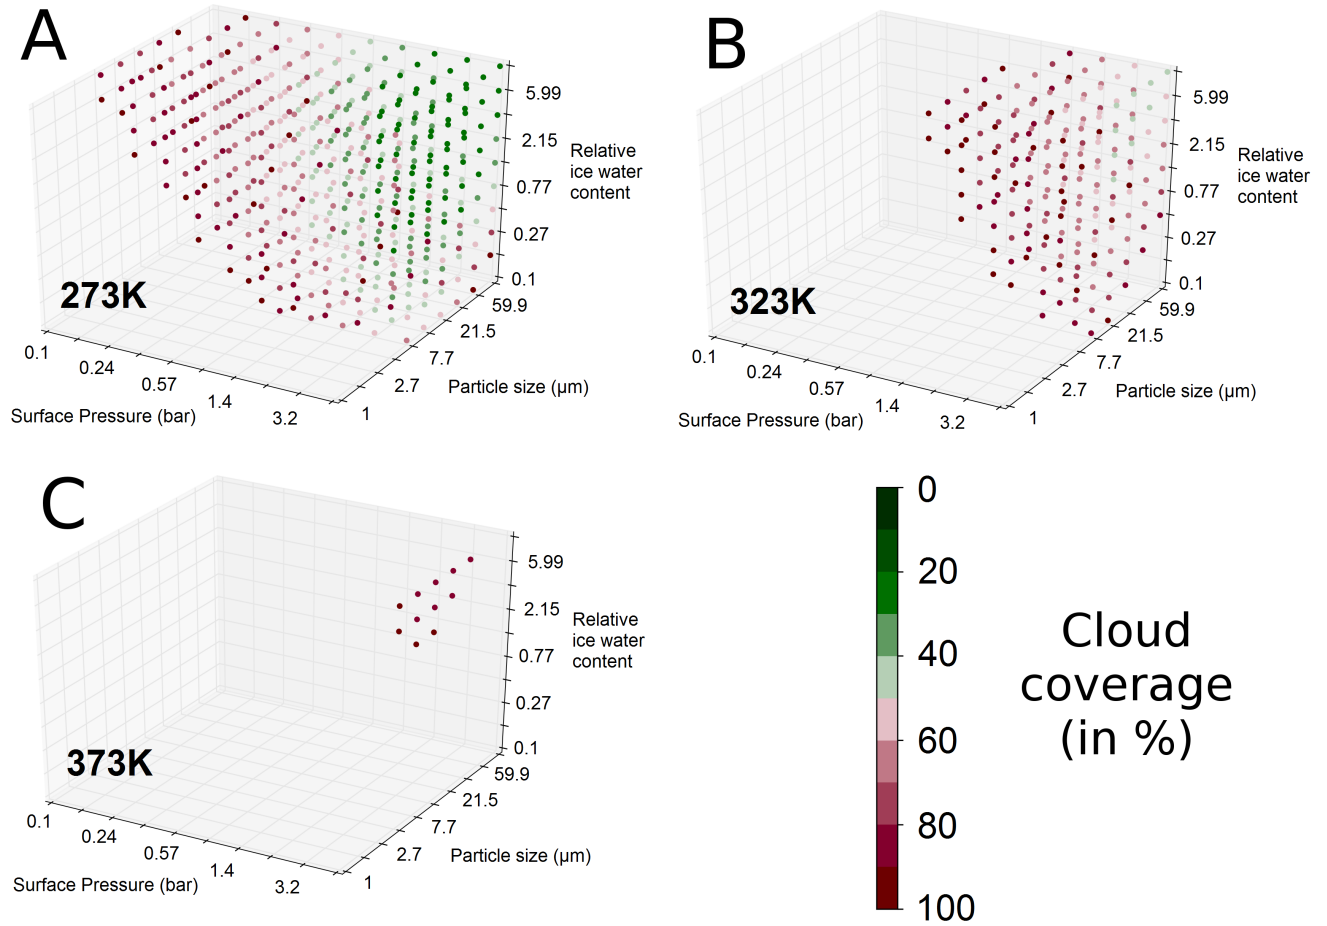 A
5.99
2.15
0.77
0.27
0.1
Relative
ice water
content
273K
59.9
21.5
7.7
2.7
1
Particle size (µm)
0.1
0.24
0.57
1.4
3.2
Surface Pressure (bar)
B
5.99
2.15
0.77
0.27
0.1
Relative
ice water
content
323K
59.9
21.5
7.7
2.7
1
Particle size (µm)
0.1
0.24
0.57
1.4
3.2
Surface Pressure (bar)
C
5.99
2.15
0.77
0.27
0.1
Relative
ice water
content
373K
59.9
21.5
7.7
2.7
1
Particle size (µm)
0.1
0.24
0.57
1.4
3.2
Surface Pressure (bar)
0
20
40
60
80
100
Cloud
coverage
(in %)